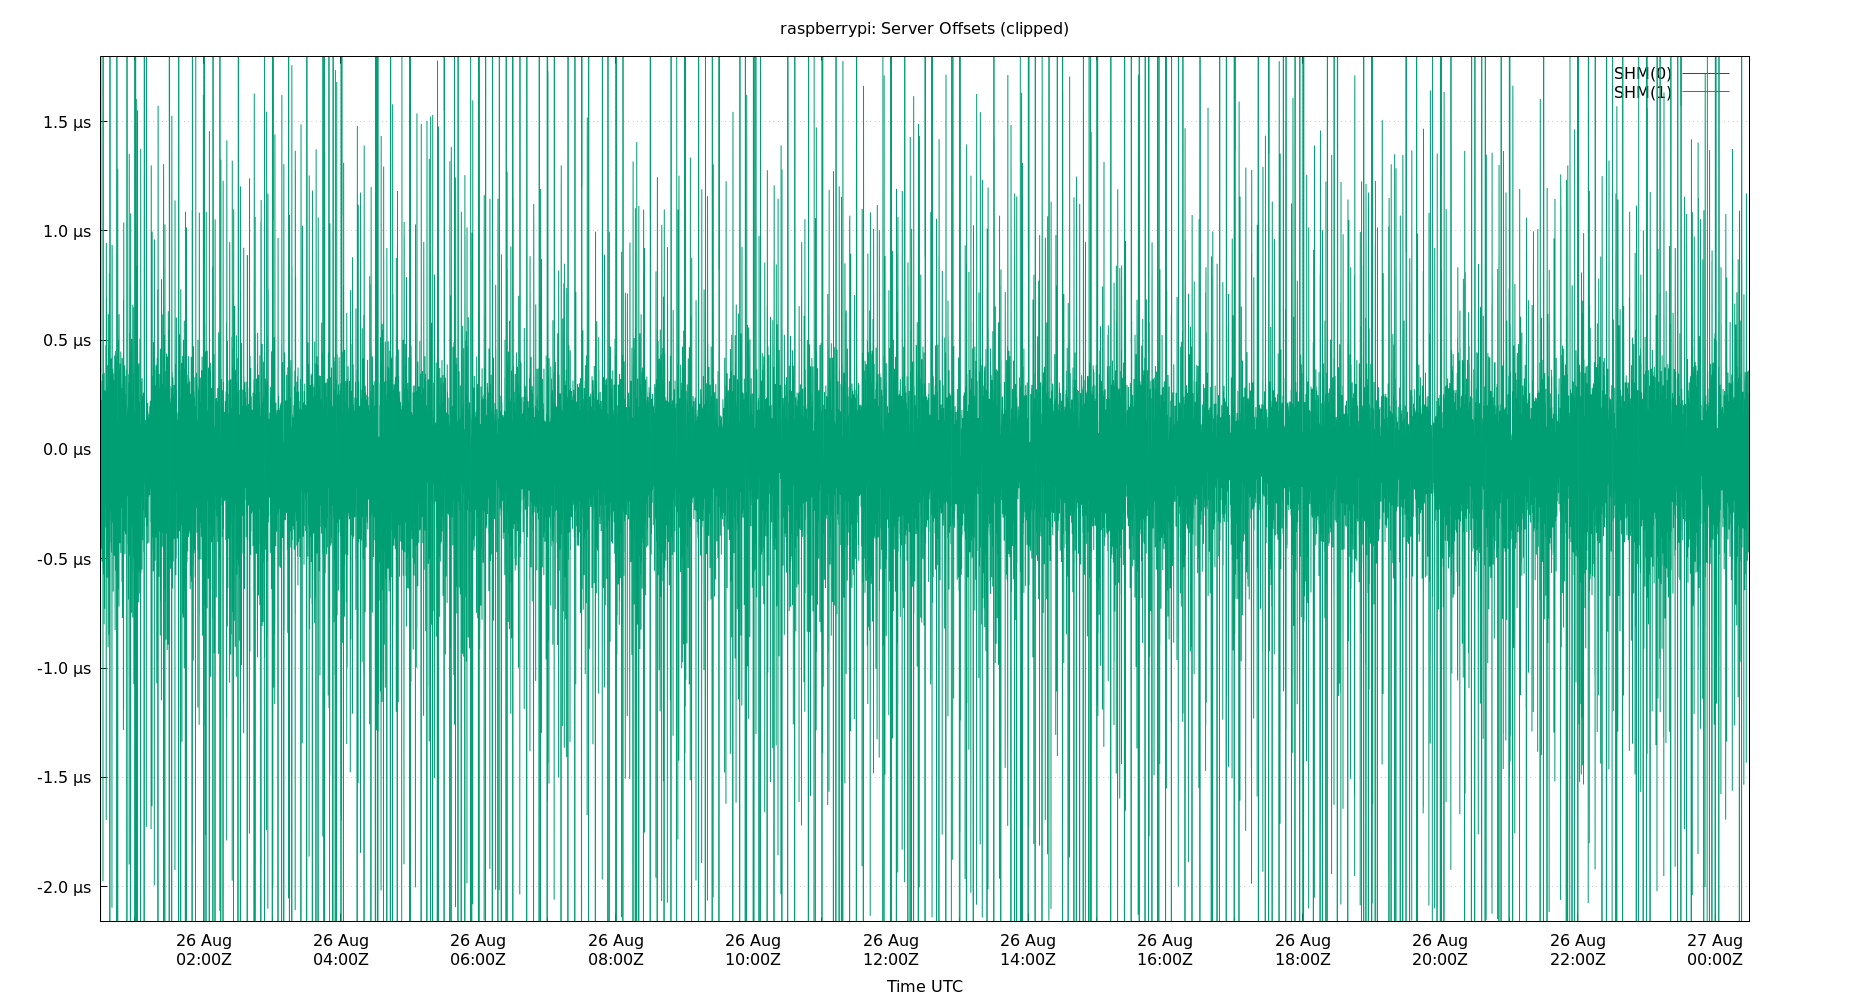 raspberrypi: Server Offsets (clipped)
SHM(0)
SHM(1)
1.5 µs
1.0 µs
0.5 µs
0.0 µs
-0.5 µs
-1.0 µs
-1.5 µs
-2.0 µs
26 Aug 26 Aug 26 Aug 26 Aug 26 Aug 26 Aug 26 Aug 26 Aug 26 Aug 26 Aug 26 Aug 27 Aug
02:00Z 04:00Z 06:00Z 08:00Z 10:00Z 12:00Z 14:00Z 16:00Z 18:00Z 20:00Z 22:00Z 00:00Z
Time UTC